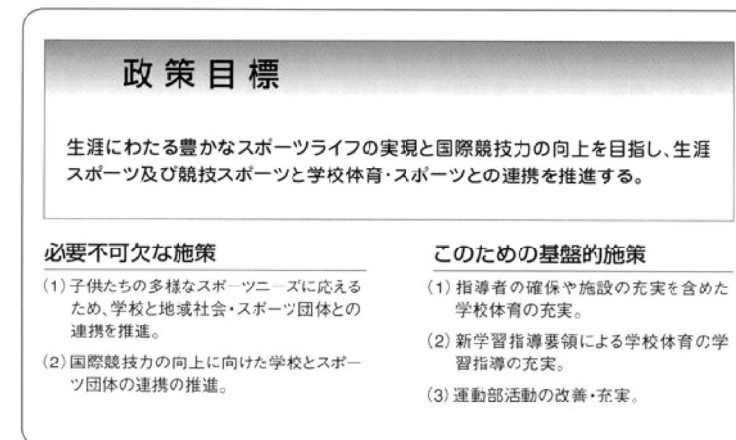 政策目標
生涯にわたる豊かなスポーツライフの実現と国際競技力の向上を目指し、生涯
スポーツ及び競技スポーツと学校体育・スポーツとの連携を推進する。
必要不可欠な施策
(1)子供たちの多様なスポーツニーズに応える
ため、学校と地域社会・スポーツ団体との
連携を推進。
(2)国際競技力の向上に向けた学校とスポー
ツ団体の連携の推進。
このための基盤的施策
(1)指導者の確保や施設の充実を含めた
学校体育の充実。
(2)新学習指導要領による学校体育の学
習指導の充実。
(3)運動部活動の改善・充実。